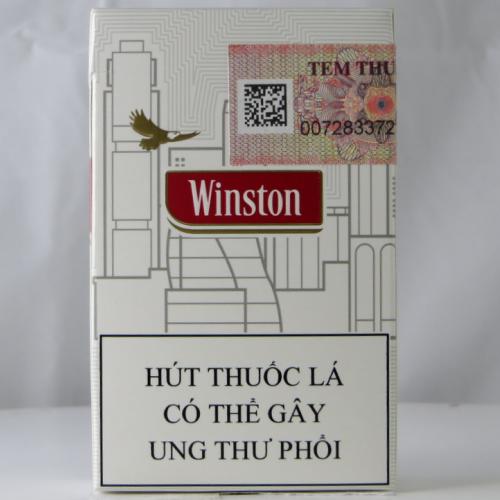 TEM THU
007283372
Winston
HÚT THUỐC LÁ
CÓ THỂ GÂY
UNG THƯ PHỔI